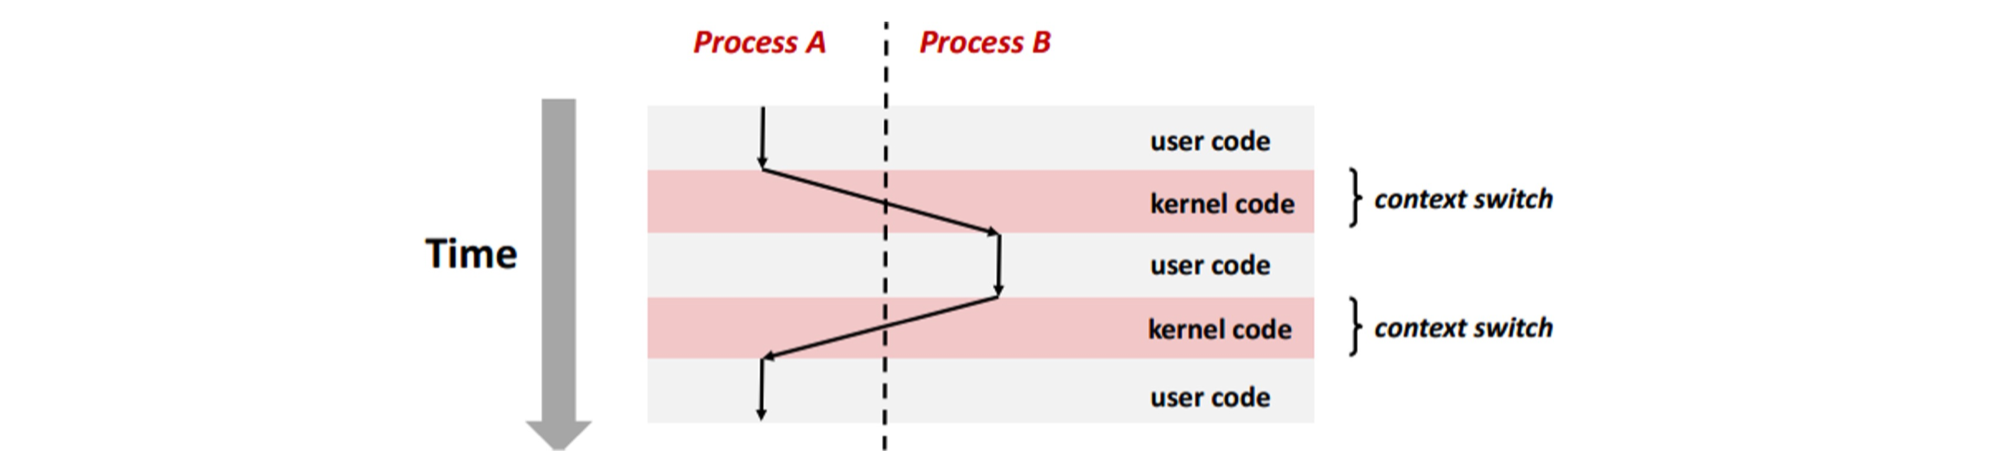 Process A
Process B
user code
kernel code
context switch
Time
user code
kernel code
context switch
user code